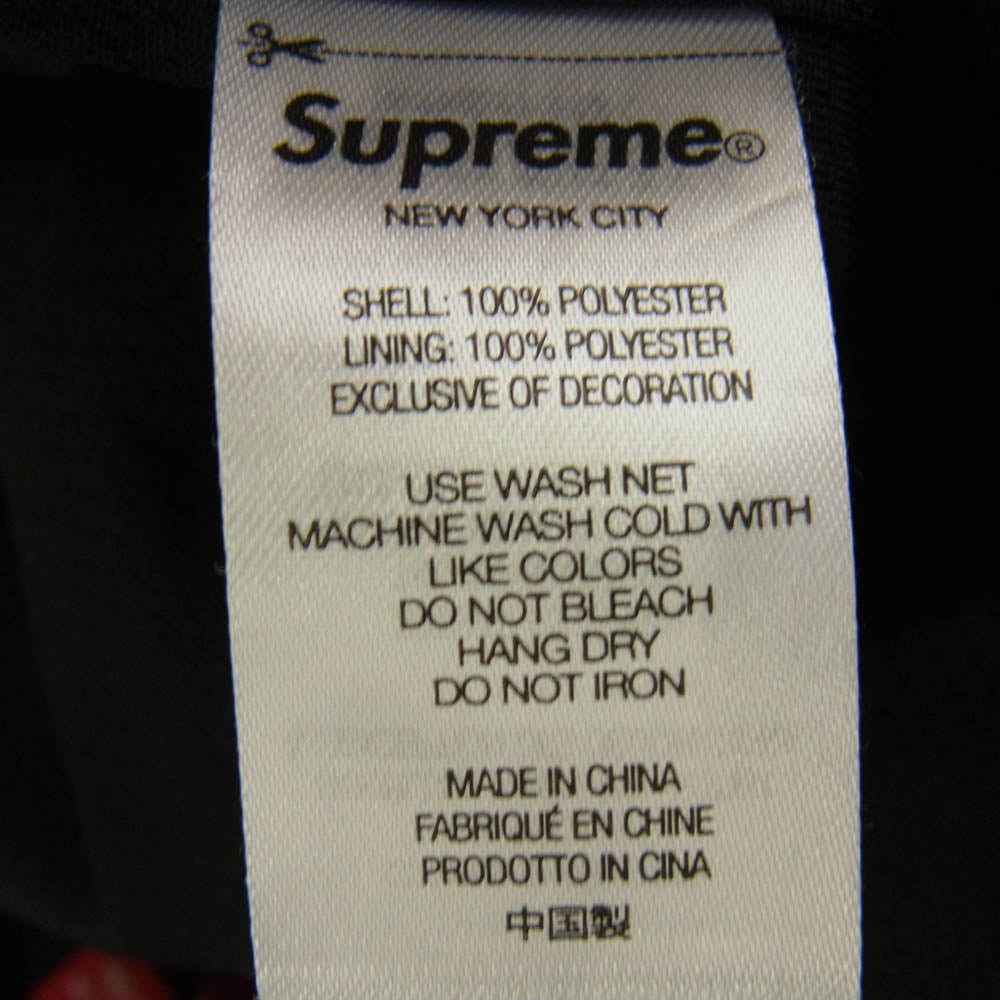 Supreme®
NEW YORK CITY
SHELL: 100% POLYESTER
LINING: 100% POLYESTER
EXCLUSIVE OF DECORATION
USE WASH NET
MACHINE WASH COLD WITH
LIKE COLORS
DO NOT BLEACH
HANG DRY
DO NOT IRON
MADE IN CHINA
FABRIQUÉ EN CHINE
PRODOTTO IN CINA
中国製